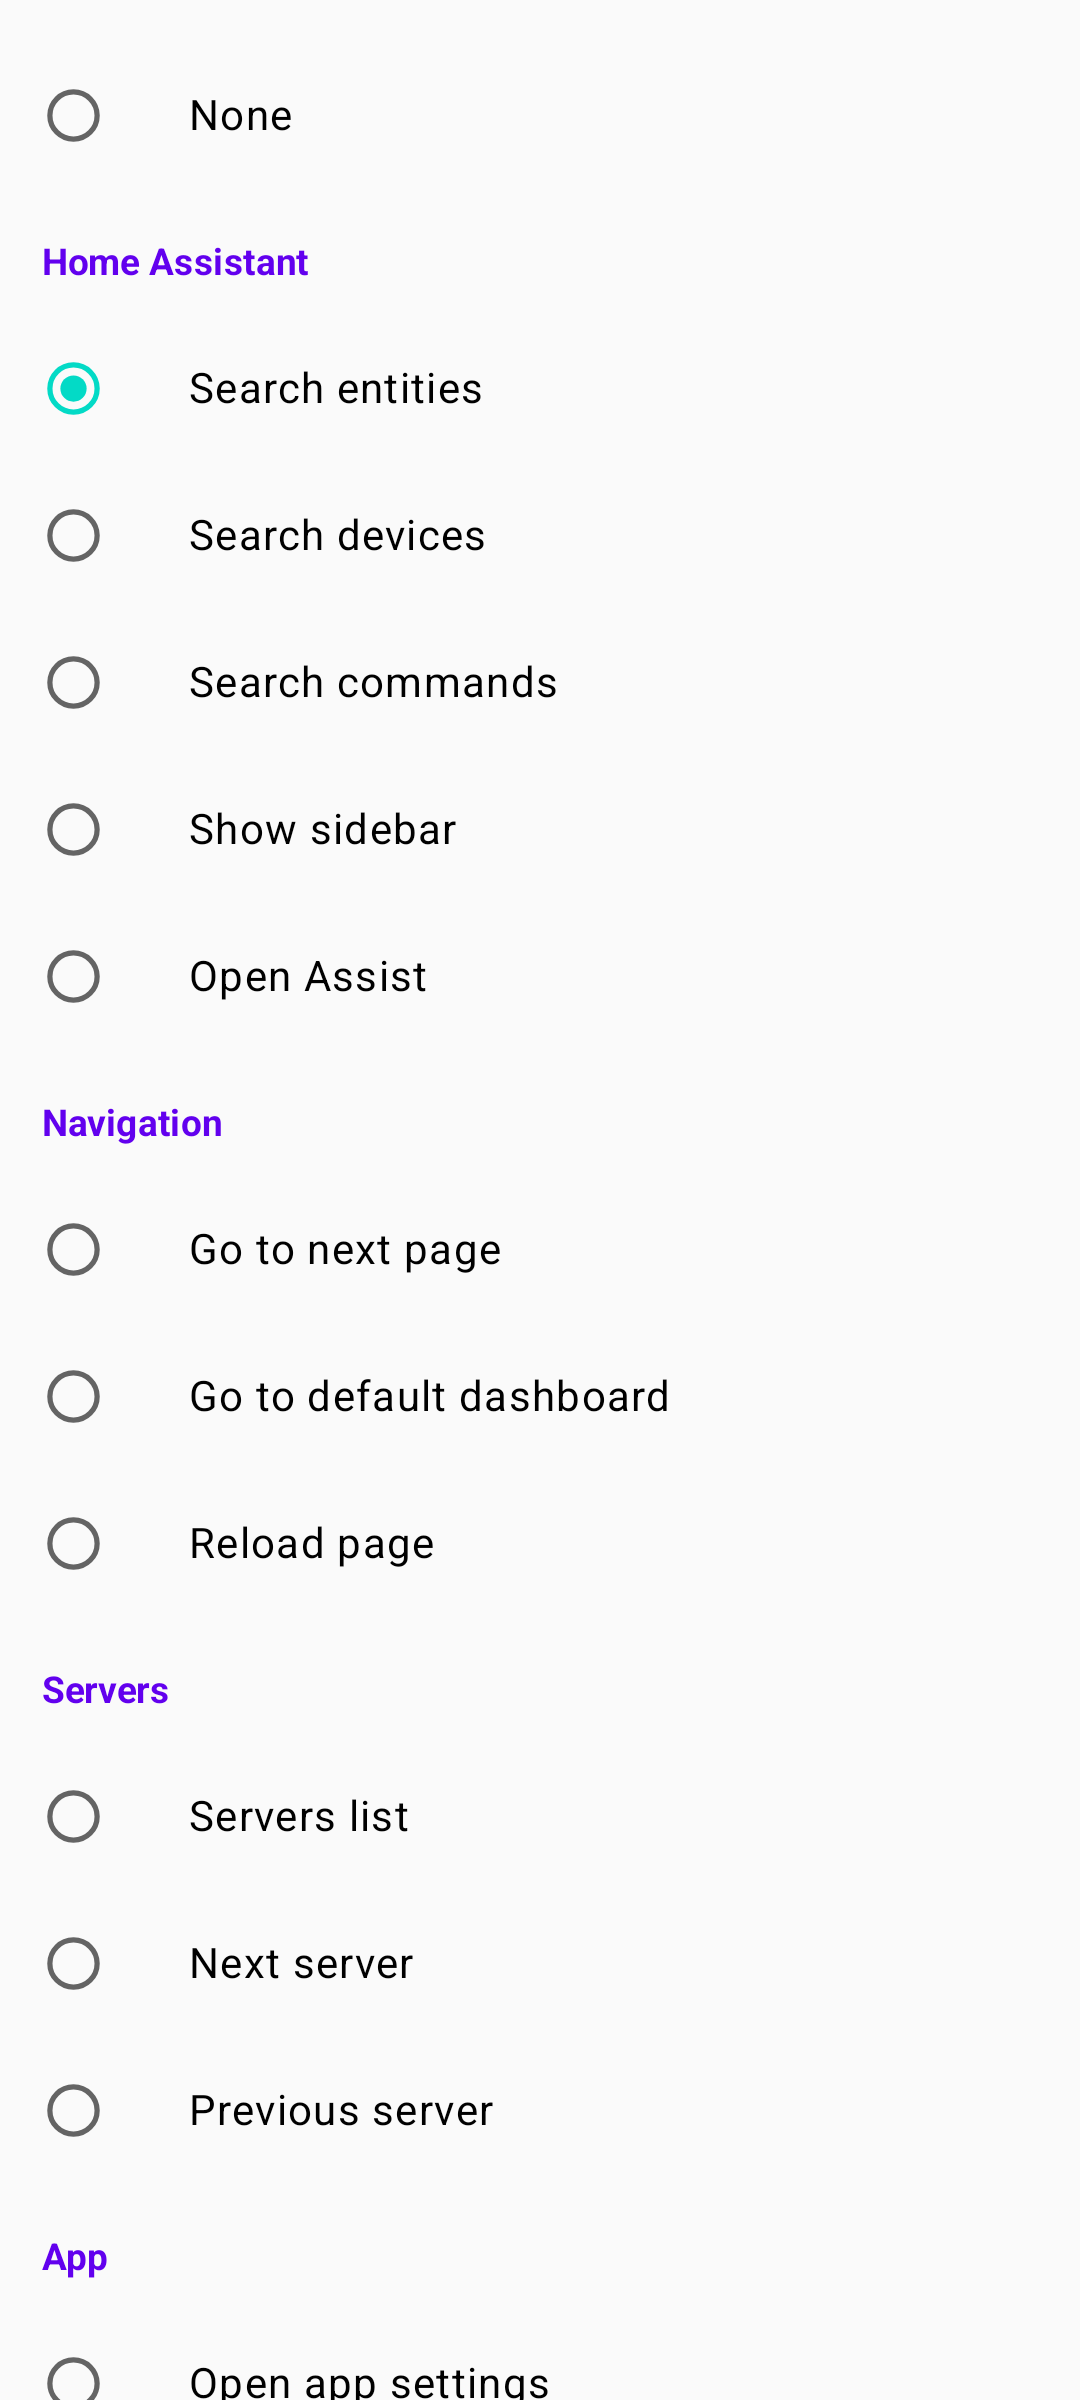 None
Home Assistant
Search entities
Search devices
Search commands
Show sidebar
Open Assist
Navigation
Go to next page
Go to default dashboard
Reload page
Servers
Servers list
Next server
Previous server
App
Open app settings